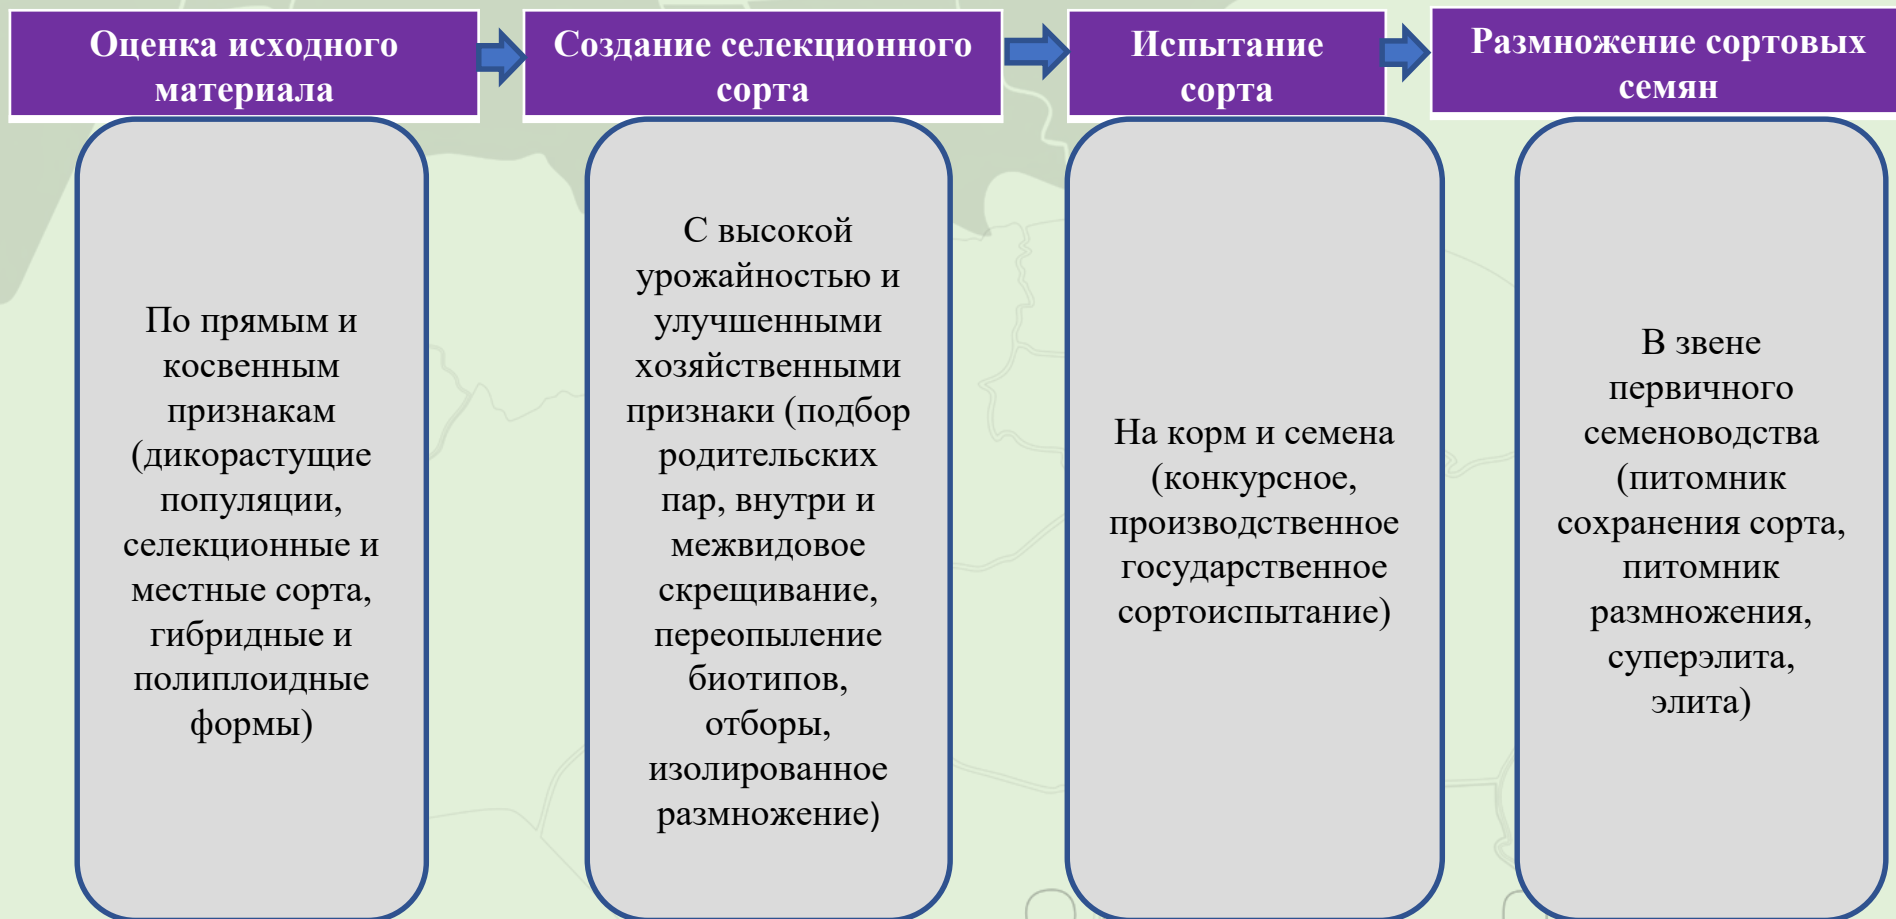 Оценка исходного
материала
Создание селекционного
сорта
Испытание
сорта
Размножение сортовых
семян
По прямым и
косвенным
признакам
(дикорастущие
популяции,
селекционные и
местные сорта,
гибридные и
полиплоидные
формы)
С высокой
урожайностью и
улучшенными
хозяйственными
признаки (подбор
родительских
пар, внутри и
межвидовое
скрещивание,
переопыление
биотипов,
отборы,
изолированное
размножение)
На корм и семена
(конкурсное,
производственное
государственное
сортоиспытание)
В звене
первичного
семеноводства
(питомник
сохранения сорта,
питомник
размножения,
суперэлита,
элита)